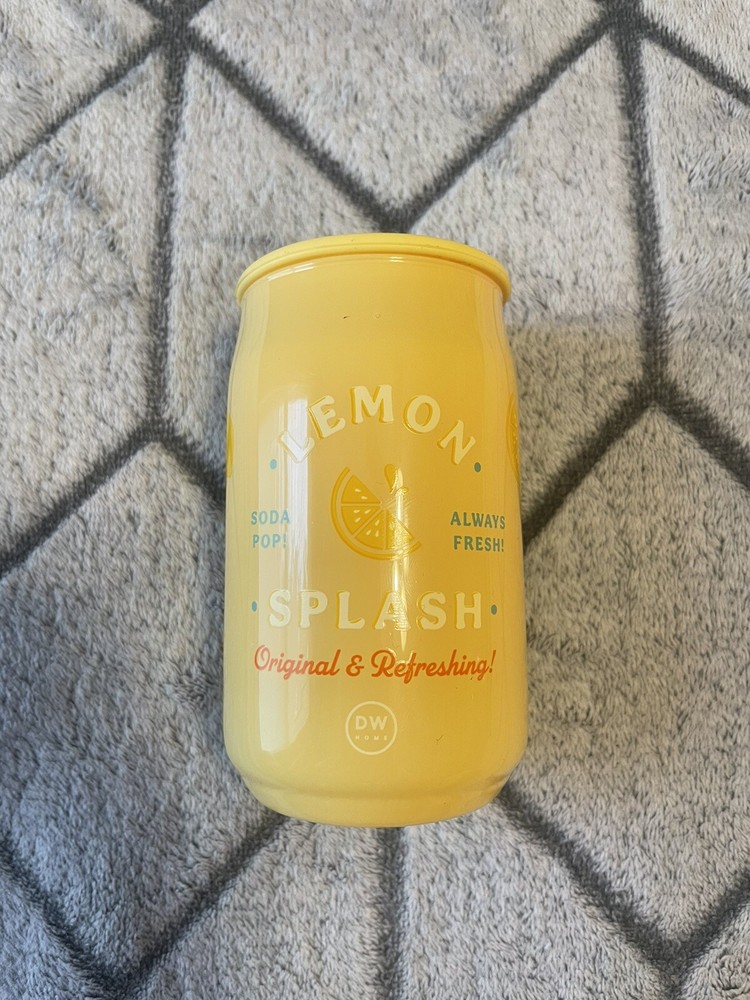 LEMON
SODA POP!
ALWAYS FRESH!
SPLASH
Original & Refreshing!
DW
HOME